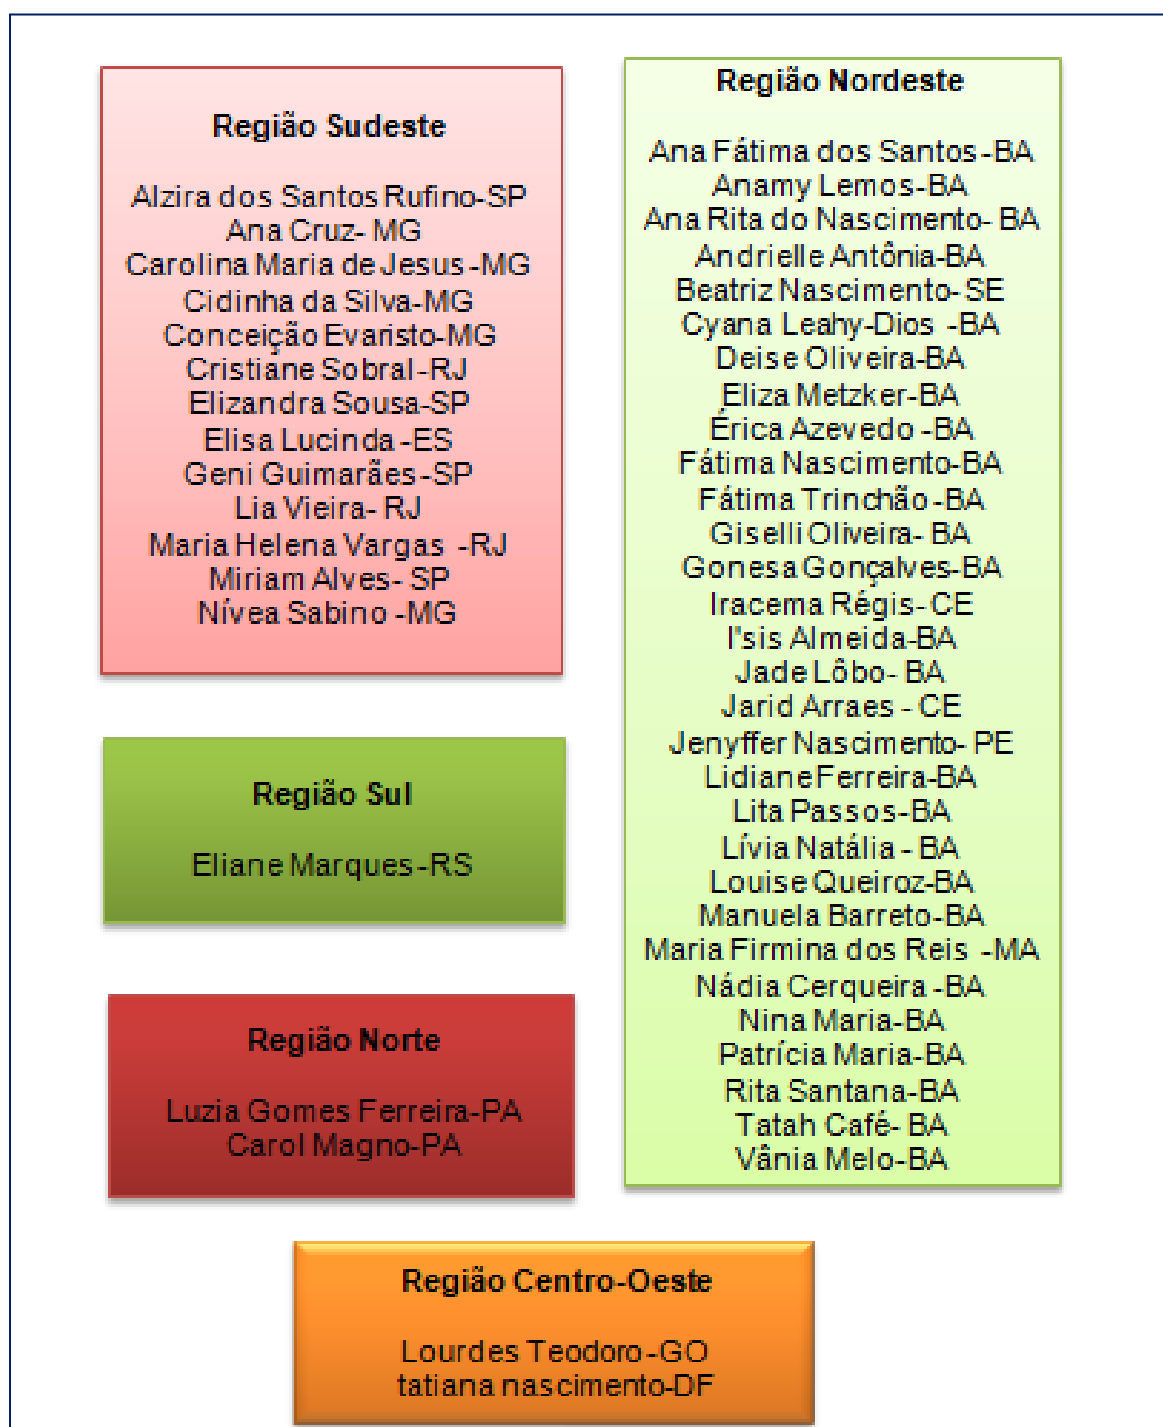 Região Sudeste
Alzira dos Santos Rufino-SP
Ana Cruz- MG
Carolina Maria de Jesus -MG
Cidinha da Silva-MG
Conceição Evaristo-MG
Cristiane Sobral -RJ
Elizandra Sousa-SP
Elisa Lucinda -ES
Geni Guimarães -SP
Lia Vieira- RJ
Maria Helena Vargas -RJ
Miriam Alves- SP
Nívea Sabino -MG
Região Sul
Eliane Marques -RS
Região Norte
Luzia Gomes Ferreira-PA
Carol Magno-PA
Região Nordeste
Ana Fátima dos Santos -BA
Anamy Lemos-BA
Ana Rita do Nascimento- BA
Andrielle Antônia-BA
Beatriz Nascimento- SE
Cyana Leahy-Dios -BA
Deise Oliveira-BA
Eliza Metzker-BA
Érica Azevedo -BA
Fátima Nascimento-BA
Fátima Trinchão -BA
Giselli Oliveira- BA
Gonesa Gonçalves-BA
Iracema Régis- CE
I'sis Almeida-BA
Jade Lôbo- BA
Jarid Arraes - CE
Jenyffer Nascimento- PE
Lidiane Ferreira-BA
Lita Passos-BA
Lívia Natália - BA
Louise Queiroz-BA
Manuela Barreto-BA
Maria Firmina dos Reis -MA
Nádia Cerqueira -BA
Nina Maria-BA
Patrícia Maria-BA
Rita Santana-BA
Tatah Café- BA
Vânia Melo-BA
Região Centro-Oeste
Lourdes Teodoro -GO
tatiana nascimento-DF